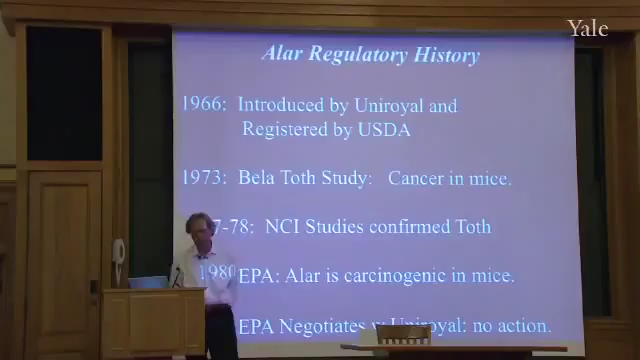 Yale
Alar Regulatory History
1966: Introduced by Uniroyal and
Registered by USDA
1973: Bela Toth Study: Cancer in mice.
7-78: NCI Studies confirmed Toth
1980 EPA: Alar is carcinogenic in mice.
EPA Negotiates w Uniroyal: no action.